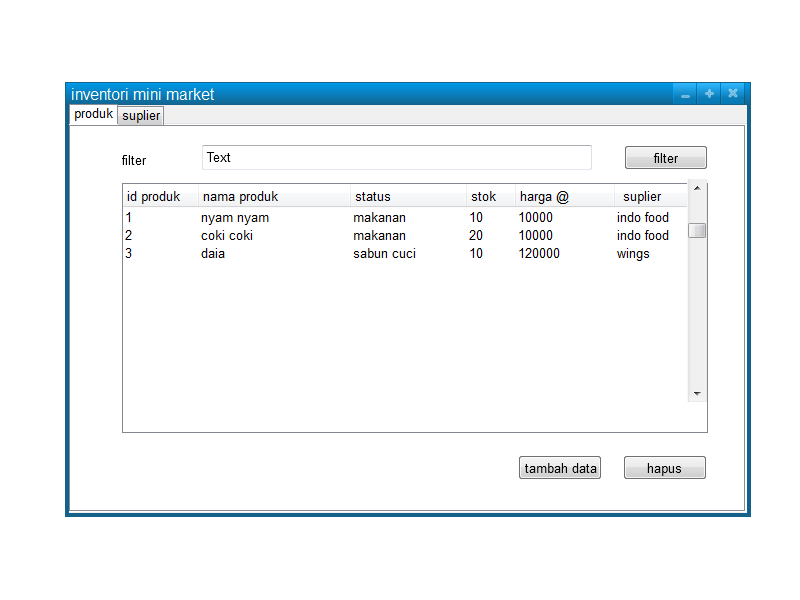 inventori mini market
produk suplier
filter Text filter
id produk nama produk status stok harga @ suplier
1 nyam nyam makanan 10 10000 indo food
2 coki coki makanan 20 10000 indo food
3 daia sabun cuci 10 120000 wings
tambah data hapus